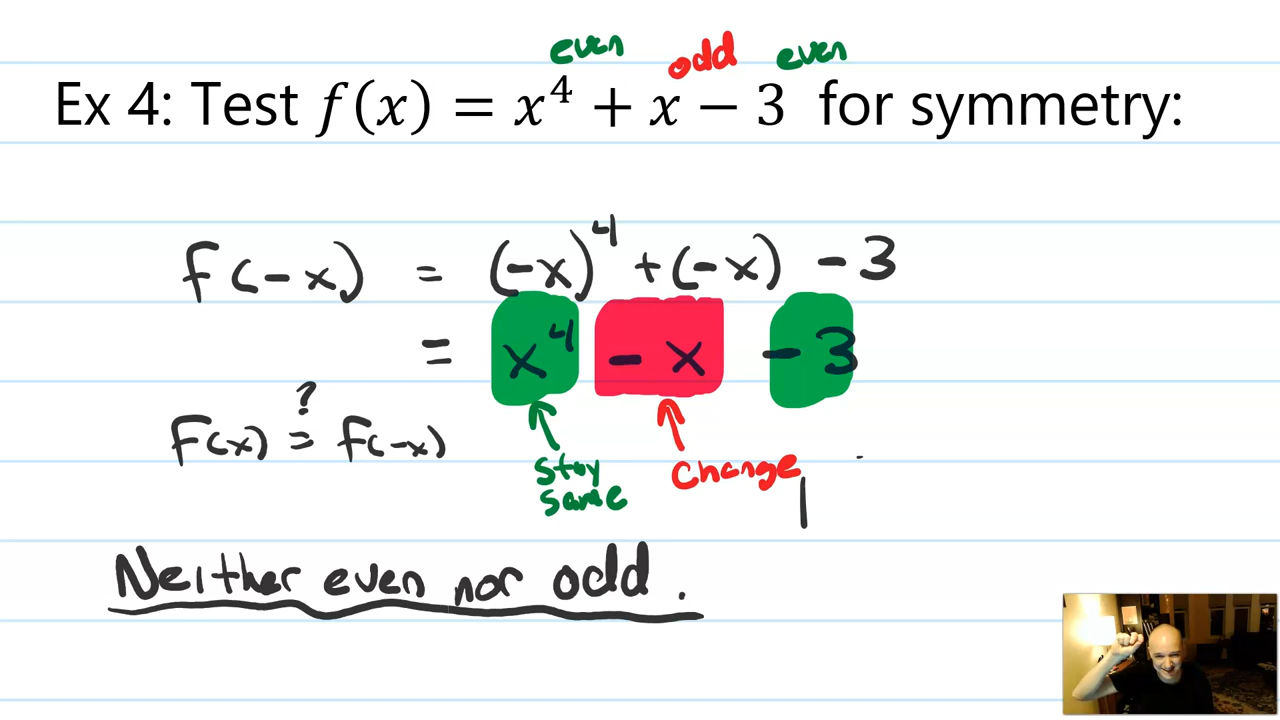 even odd even
Ex 4: Test f(x) = x⁴ + x − 3 for symmetry:
f(-x) = (-x)⁴ + (-x) - 3
= x⁴ - x - 3
?
f(x) = f(-x)
Stay same
Change
Neither even nor odd.